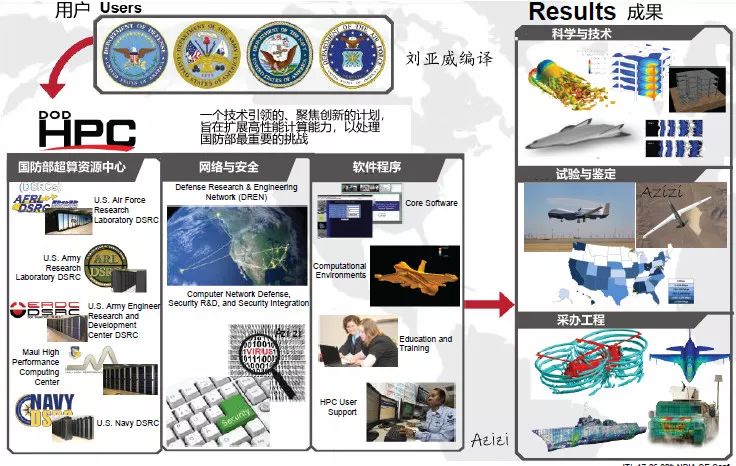 用户 Users
刘亚威编译
DOD
HPC
一个技术引领的、聚焦创新的计划,
旨在扩展高性能计算能力，以处理
国防部最重要的挑战
国防部超算资源中心
(DSRCs)
AFRL
DSRC
U.S. Air Force
Research
Laboratory DSRC
U.S. Army
Research
Laboratory DSRC
ARL
DSRC
ERDC
DSRC
U.S. Army Engineer
Research and
Development
Center DSRC
Maui High
Performance
Computing
Center
NAVY
U.S. Navy DSRC
网络与安全
Defense Research & Engineering
Network (DREN)
Computer Network Defense,
Security R&D, and Security Integration
Azizi
VIRUS
Security
软件程序
Core Software
Computational
Environments
Education and
Training
HPC User
Support
Results 成果
科学与技术
试验与鉴定
Azizi
采办工程
Azizi